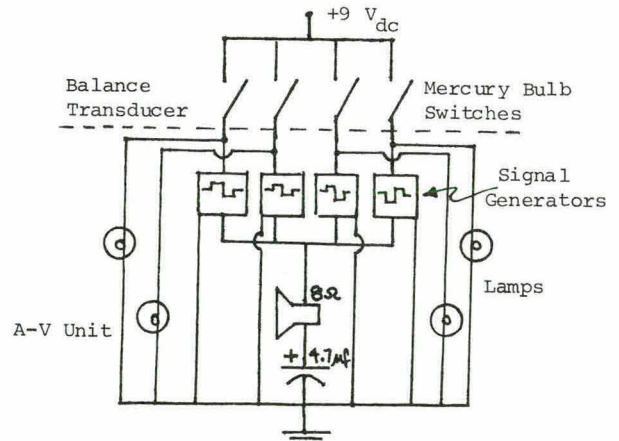 +9 V
dc
Balance
Transducer
Mercury Bulb
Switches
Signal
Generators
8Ω
Lamps
A-V Unit
+ 4.7μf